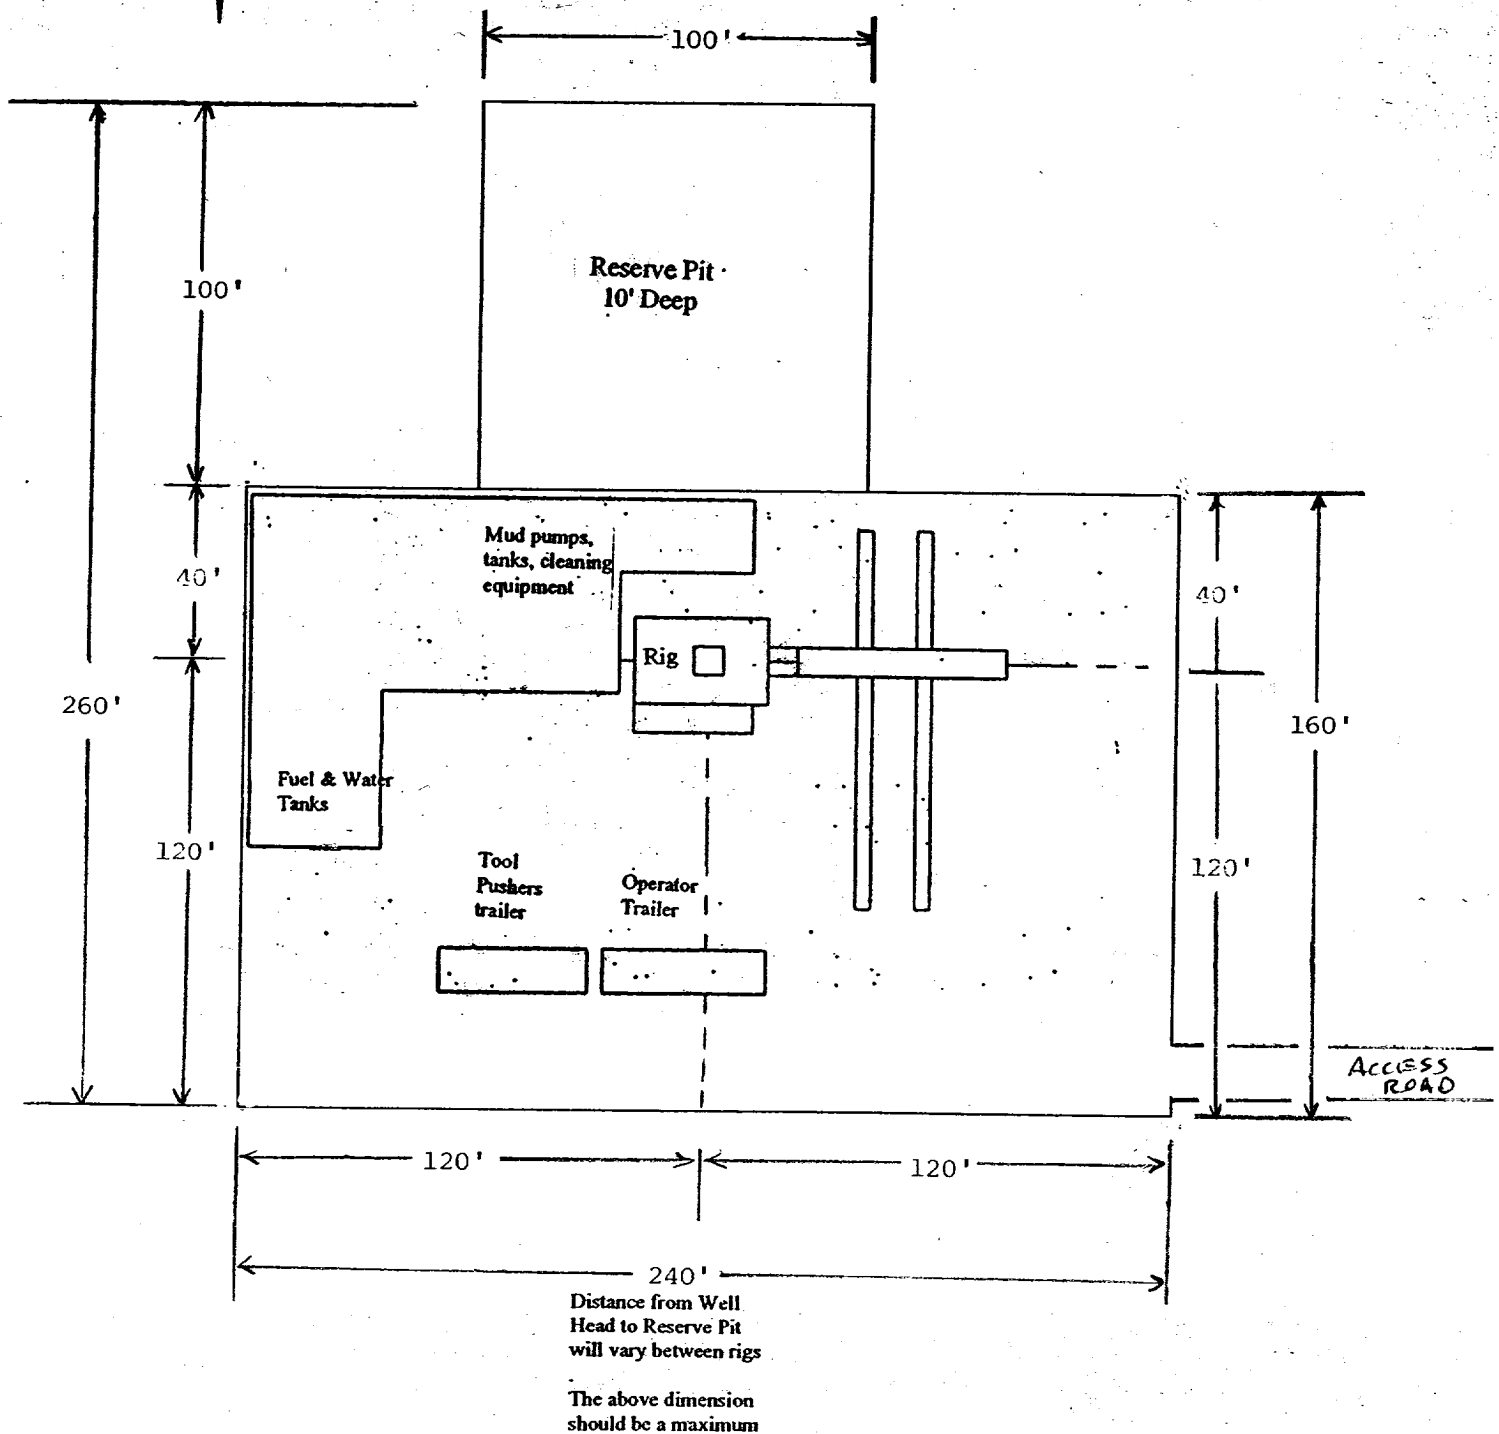 100'
100'
Reserve Pit
10' Deep
Mud pumps,
tanks, cleaning
equipment
40'
40'
Rig
260'
160'
Fuel & Water
Tanks
120'
120'
Tool
Pushers
trailer
Operator
Trailer
ACCESS
ROAD
120'
120'
240'
Distance from Well
Head to Reserve Pit
will vary between rigs
The above dimension
should be a maximum